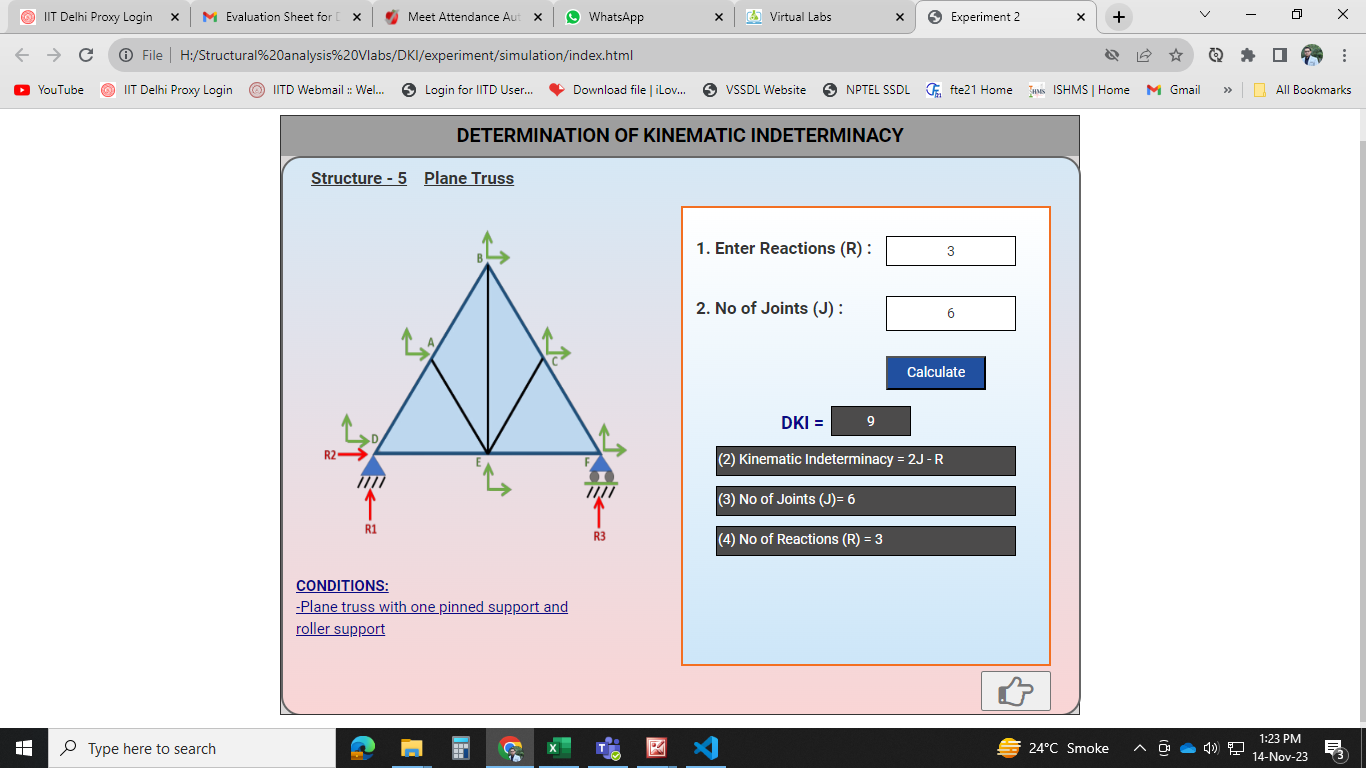 IIT Delhi Proxy Login
Evaluation Sheet for D
Meet Attendance Aut
WhatsApp
Virtual Labs
Experiment 2
File
H:/Structural%20analysis%20Vlabs/DKI/experiment/simulation/index.html
YouTube
IIT Delhi Proxy Login
IITD Webmail :: Wel...
Login for IITD User...
Download file | iLov...
VSSDL Website
NPTEL SSDL
fte21 Home
ISHMS | Home
Gmail
»
All Bookmarks
DETERMINATION OF KINEMATIC INDETERMINACY
Structure - 5 Plane Truss
B
A
C
D
R2
E
F
R1
R3
CONDITIONS:
-Plane truss with one pinned support and
roller support
1. Enter Reactions (R) : 3
2. No of Joints (J) : 6
Calculate
DKI = 9
(2) Kinematic Indeterminacy = 2J - R
(3) No of Joints (J)= 6
(4) No of Reactions (R) = 3
Type here to search
24°C Smoke
1:23 PM
14-Nov-23
3